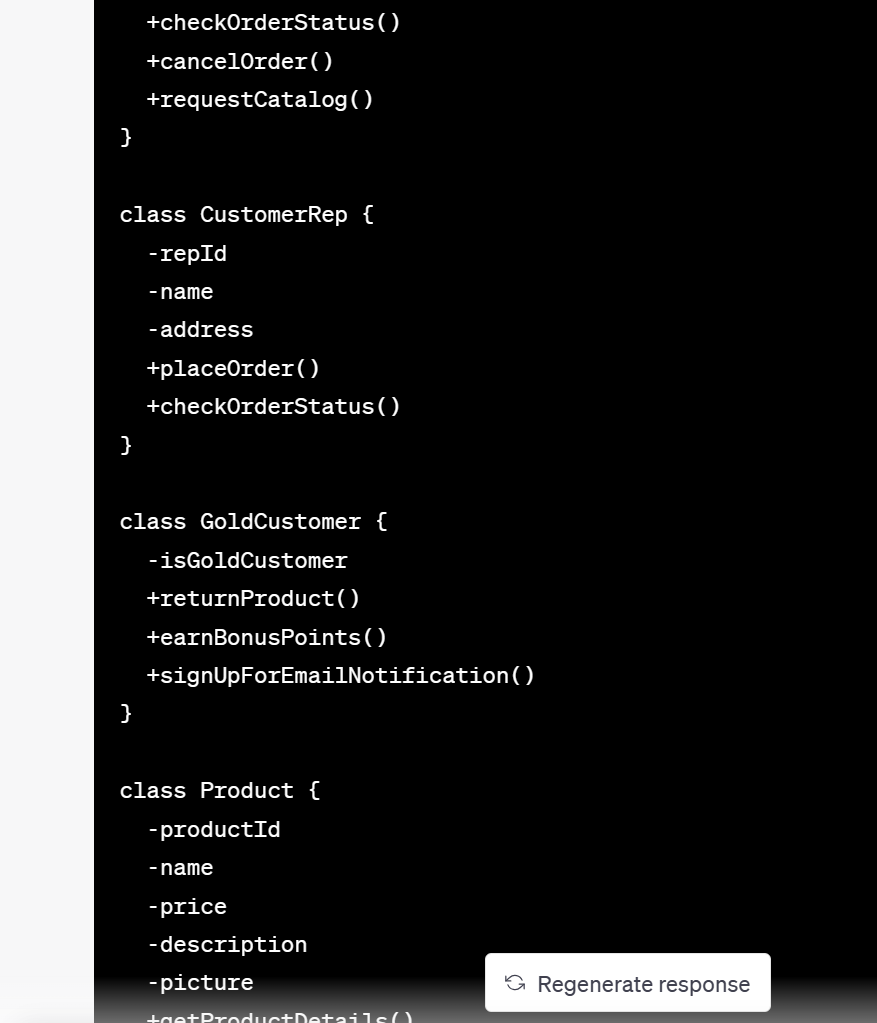 +checkOrderStatus()
+cancelOrder()
+requestCatalog()
}
class CustomerRep {
-repId
-name
-address
+placeOrder()
+checkOrderStatus()
}
class GoldCustomer {
-isGoldCustomer
+returnProduct()
+earnBonusPoints()
+signUpForEmailNotification()
}
class Product {
-productId
-name
-price
-description
-picture
Regenerate response
+getProductDetails()